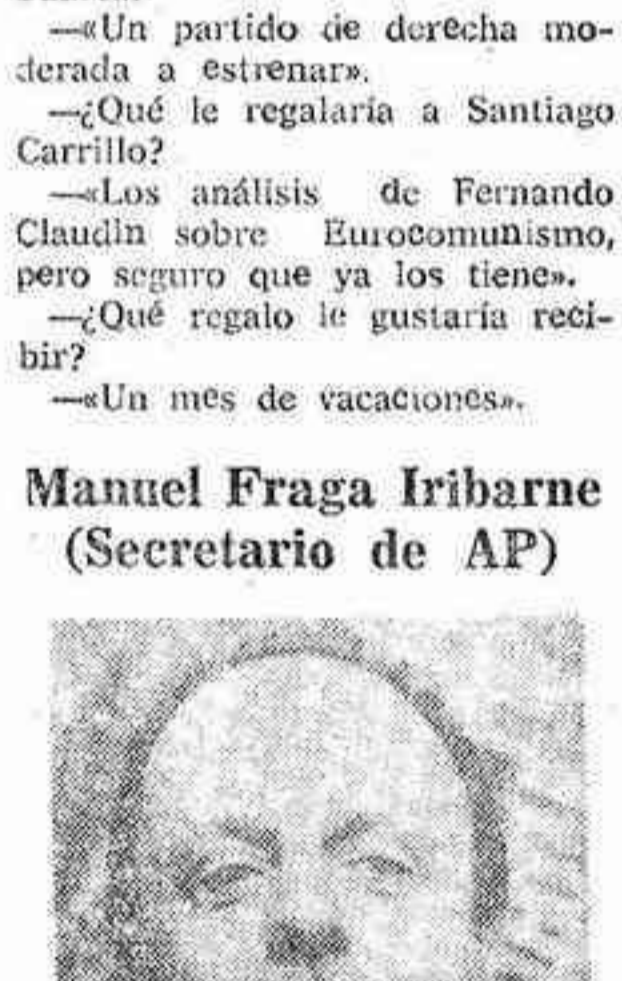 —«Un partido de derecha mo-
derada a estrenar».
—¿Qué le regalaría a Santiago
Carrillo?
—«Los análisis de Fernando
Claudín sobre Eurocomunismo,
pero seguro que ya los tiene».
—¿Qué regalo le gustaría reci-
bir?
—«Un mes de vacaciones».
Manuel Fraga Iribarne
(Secretario de AP)